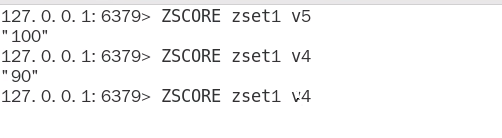 127.0.0.1:6379> ZSCORE zset1 v5
"100"
127.0.0.1:6379> ZSCORE zset1 v4
"90"
127.0.0.1:6379> ZSCORE zset1 v4